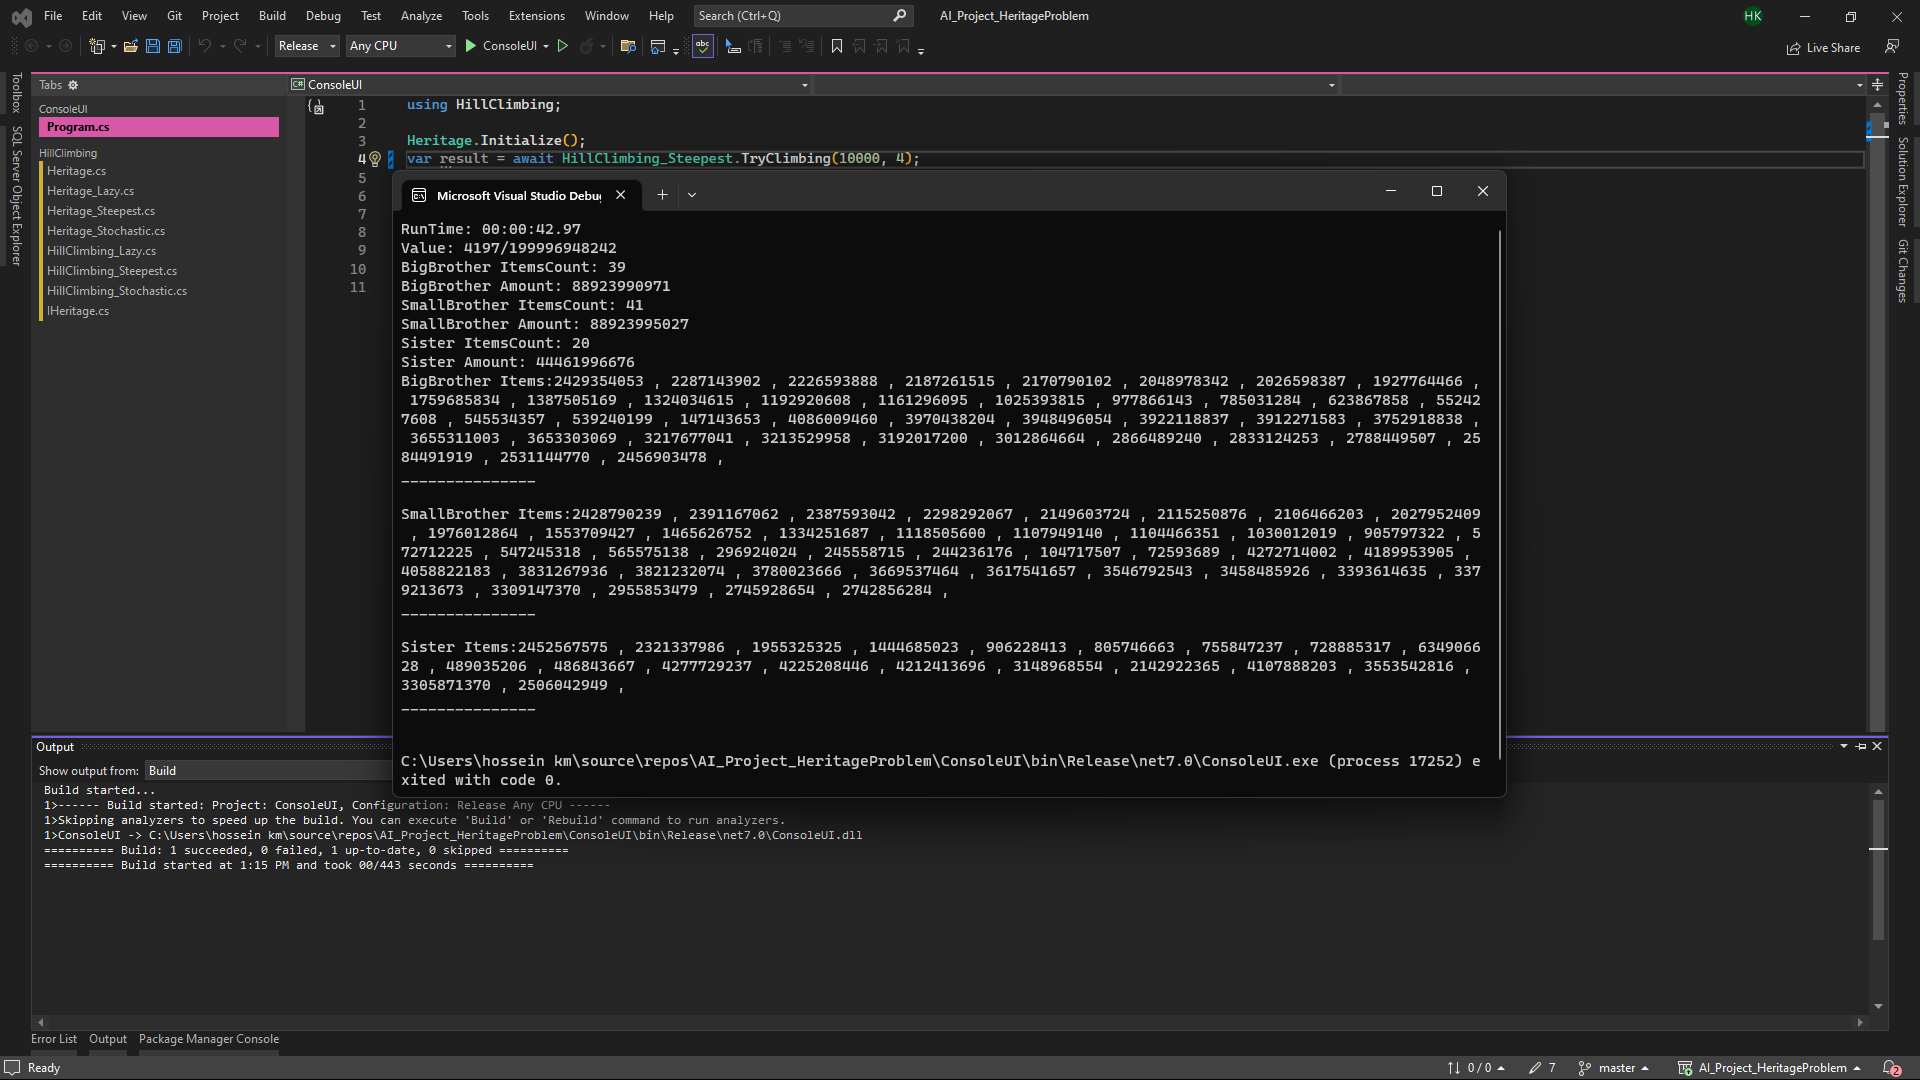 File Edit View Git Project Build Debug Test Analyze Tools Extensions Window Help Search (Ctrl+Q) AI_Project_HeritageProblem HK
Release Any CPU ConsoleUI Live Share
Toolbox
SQL Server Object Explorer
Tabs
ConsoleUI
Program.cs
HillClimbing
Heritage.cs
Heritage_Lazy.cs
Heritage_Steepest.cs
Heritage_Stochastic.cs
HillClimbing_Lazy.cs
HillClimbing_Steepest.cs
HillClimbing_Stochastic.cs
IHeritage.cs
C# ConsoleUI
1 using HillClimbing;
2
3 Heritage.Initialize();
4 var result = await HillClimbing_Steepest.TryClimbing(10000, 4);
5
6
7
8
9
10
11
Properties
Solution Explorer
Git Changes
Microsoft Visual Studio Debug
RunTime: 00:00:42.97
Value: 4197/199996948242
BigBrother ItemsCount: 39
BigBrother Amount: 88923990971
SmallBrother ItemsCount: 41
SmallBrother Amount: 88923995027
Sister ItemsCount: 20
Sister Amount: 44461996676
BigBrother Items:2429354053 , 2287143902 , 2226593888 , 2187261515 , 2170790102 , 2048978342 , 2026598387 , 1927764466 ,
1759685834 , 1387505169 , 1324034615 , 1192920608 , 1161296095 , 1025393815 , 977866143 , 785031284 , 623867858 , 55242
7608 , 545534357 , 539240199 , 147143653 , 4086009460 , 3970438204 , 3948496054 , 3922118837 , 3912271583 , 3752918838 ,
3655311003 , 3653303069 , 3217677041 , 3213529958 , 3192017200 , 3012864664 , 2866489240 , 2833124253 , 2788449507 , 25
84491919 , 2531144770 , 2456903478 ,
---------------
SmallBrother Items:2428790239 , 2391167062 , 2387593042 , 2298292067 , 2149603724 , 2115250876 , 2106466203 , 2027952409
, 1976012864 , 1553709427 , 1465626752 , 1334251687 , 1118505600 , 1107949140 , 1104466351 , 1030012019 , 905797322 , 5
72712225 , 547245318 , 565575138 , 296924024 , 245558715 , 244236176 , 104717507 , 72593689 , 4272714002 , 4189953905 ,
4058822183 , 3831267936 , 3821232074 , 3780023666 , 3669537464 , 3617541657 , 3546792543 , 3458485926 , 3393614635 , 337
9213673 , 3309147370 , 2955853479 , 2745928654 , 2742856284 ,
---------------
Sister Items:2452567575 , 2321337986 , 1955325325 , 1444685023 , 906228413 , 805746663 , 755847237 , 728885317 , 6349066
28 , 489035206 , 486843667 , 4277729237 , 4225208446 , 4212413696 , 3148968554 , 2142922365 , 4107888203 , 3553542816 ,
3305871370 , 2506042949 ,
---------------
C:\Users\hossein km\source\repos\AI_Project_HeritageProblem\ConsoleUI\bin\Release\net7.0\ConsoleUI.exe (process 17252) e
xited with code 0.
Output
Show output from: Build
Build started...
1>------ Build started: Project: ConsoleUI, Configuration: Release Any CPU ------
1>Skipping analyzers to speed up the build. You can execute 'Build' or 'Rebuild' command to run analyzers.
1>ConsoleUI -> C:\Users\hossein km\source\repos\AI_Project_HeritageProblem\ConsoleUI\bin\Release\net7.0\ConsoleUI.dll
========== Build: 1 succeeded, 0 failed, 1 up-to-date, 0 skipped ==========
========== Build started at 1:15 PM and took 00/443 seconds ==========
Error List Output Package Manager Console
Ready 0 / 0 7 master AI_Project_HeritageProblem 2